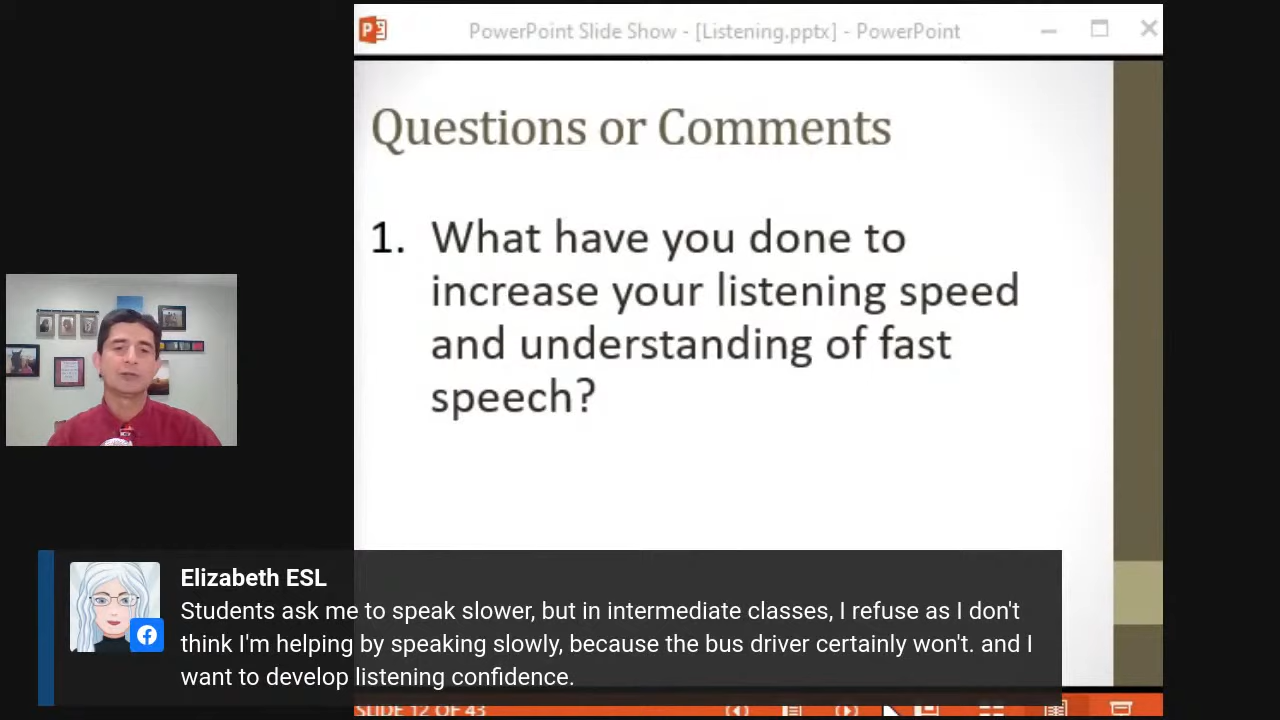 PowerPoint Slide Show - [Listening.pptx] - PowerPoint
Questions or Comments
1. What have you done to
increase your listening speed
and understanding of fast
speech?
Elizabeth ESL
Students ask me to speak slower, but in intermediate classes, I refuse as I don't
think I'm helping by speaking slowly, because the bus driver certainly won't. and I
want to develop listening confidence.
SLIDE 12 OF 43